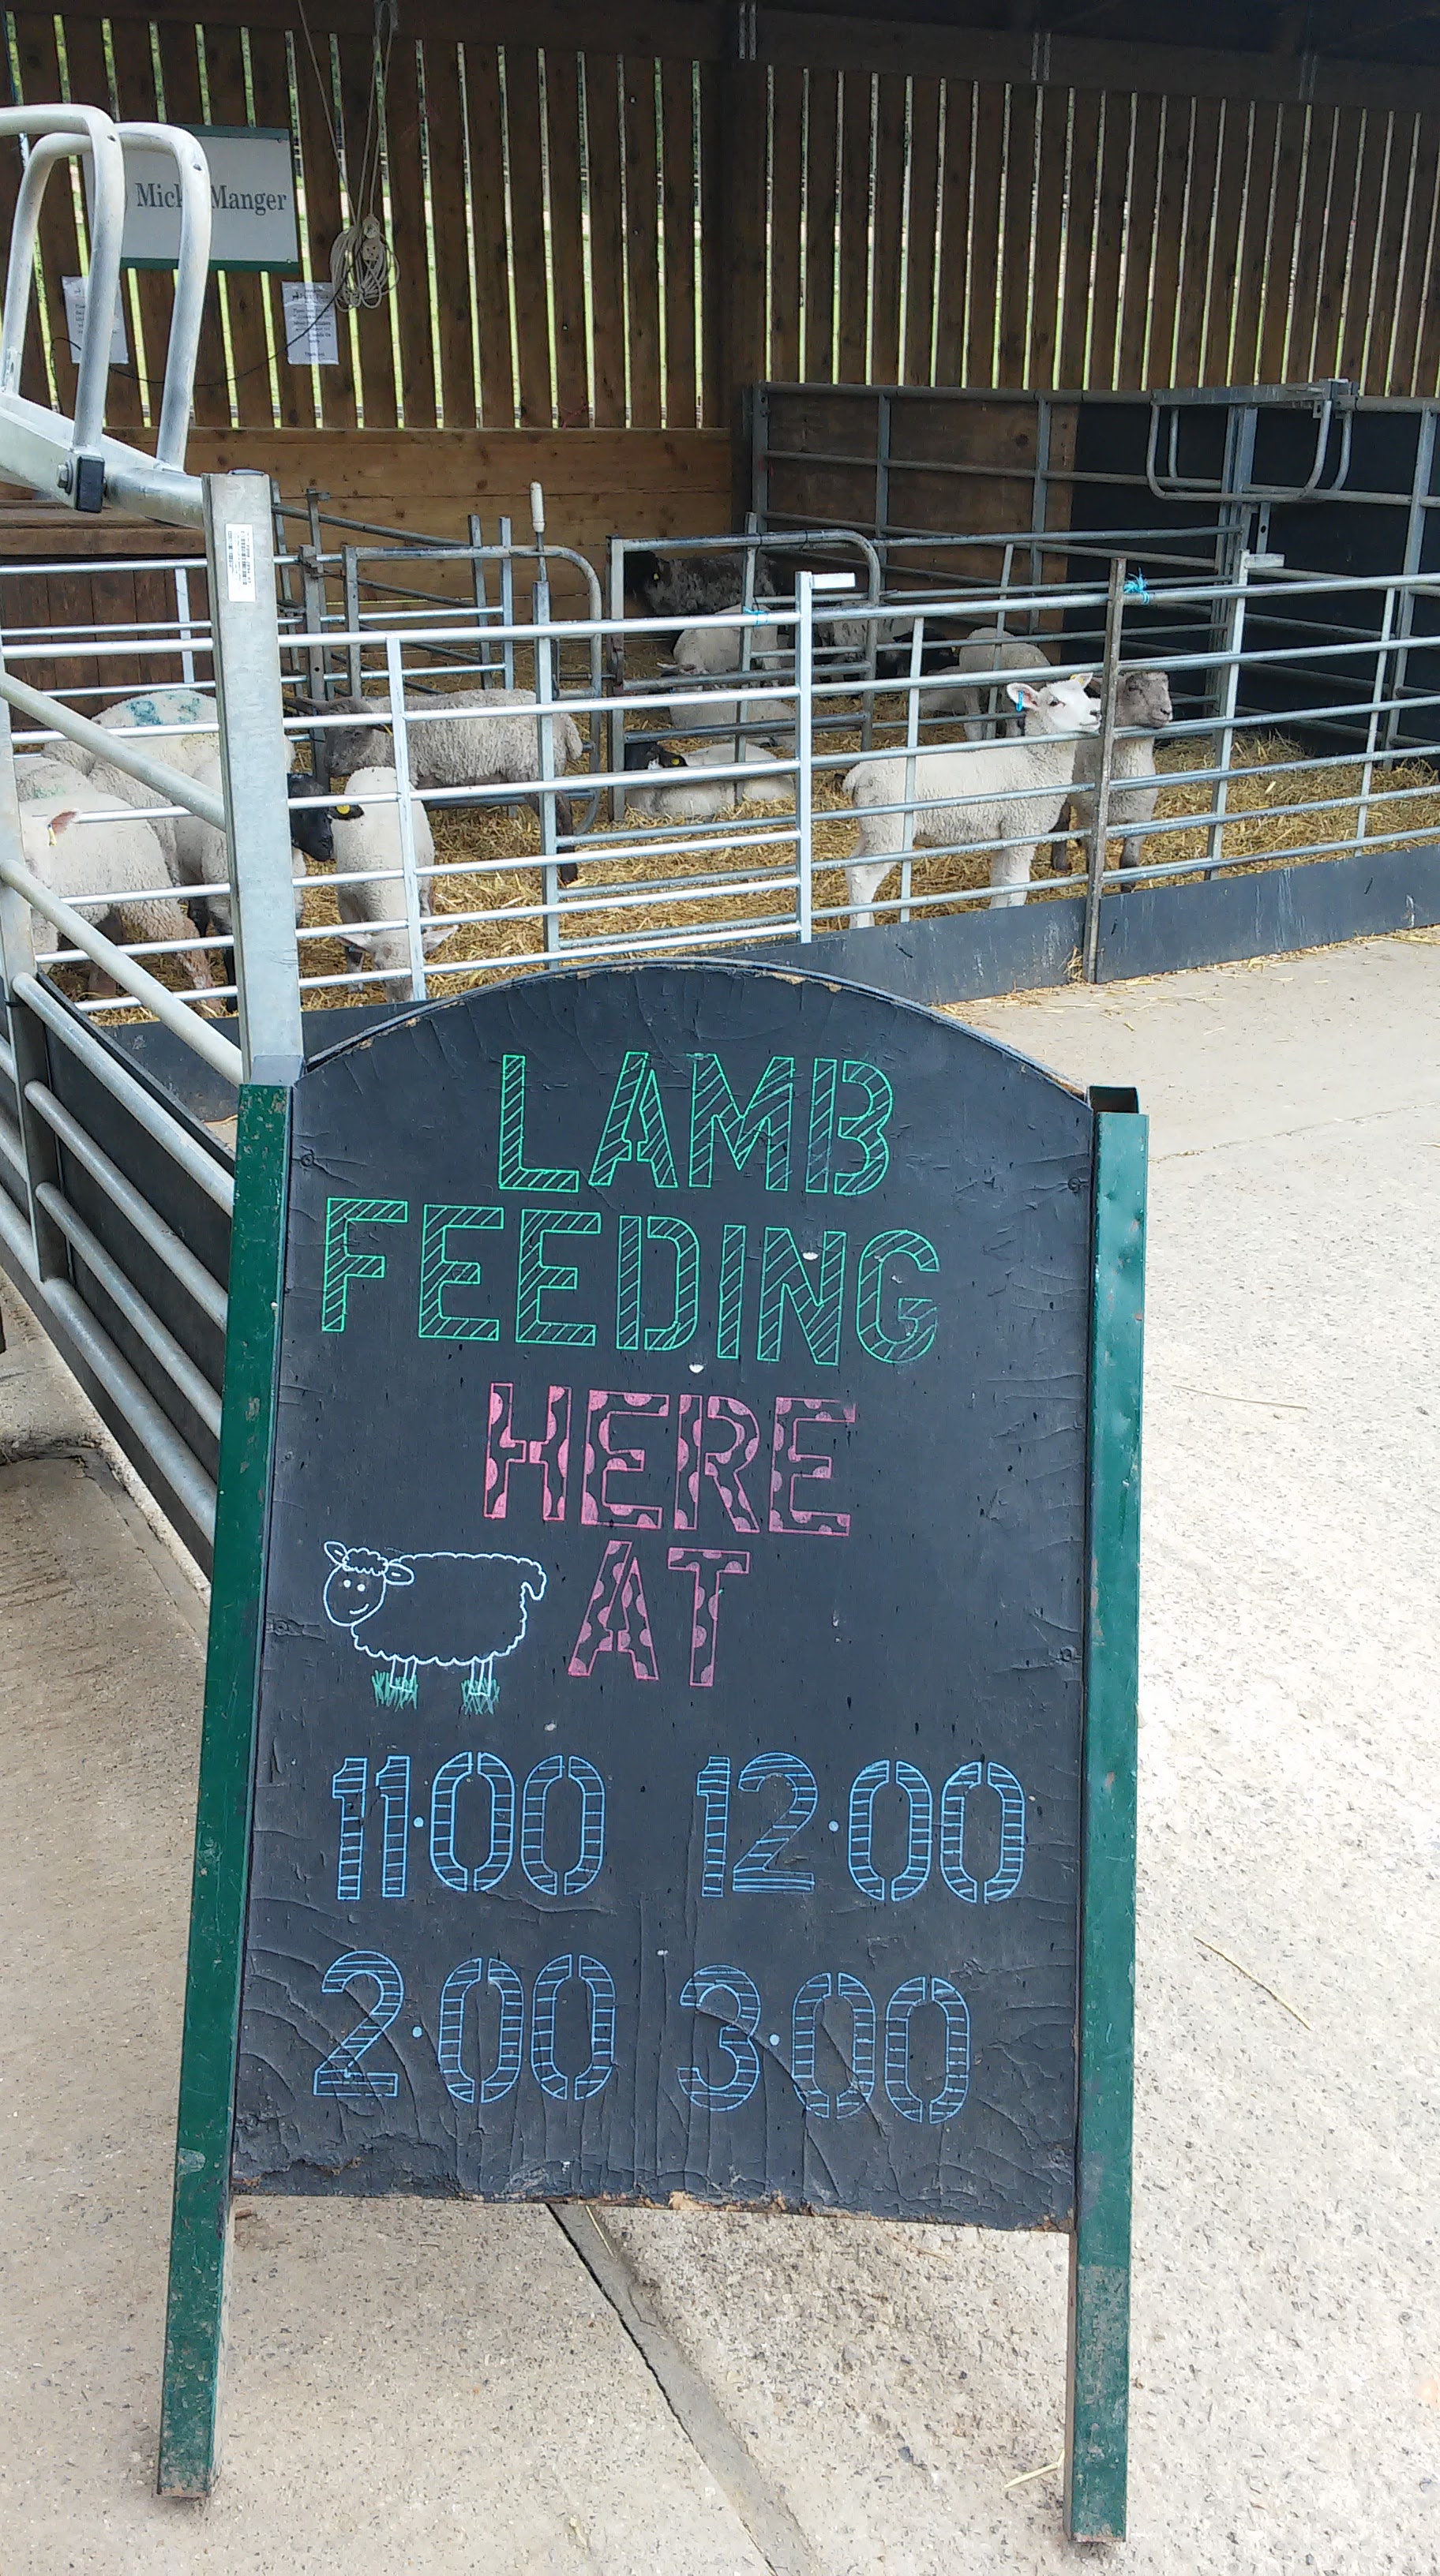 Manger
LAMB
FEEDING
HERE
AT
11.00 12.00
2.00 3.00